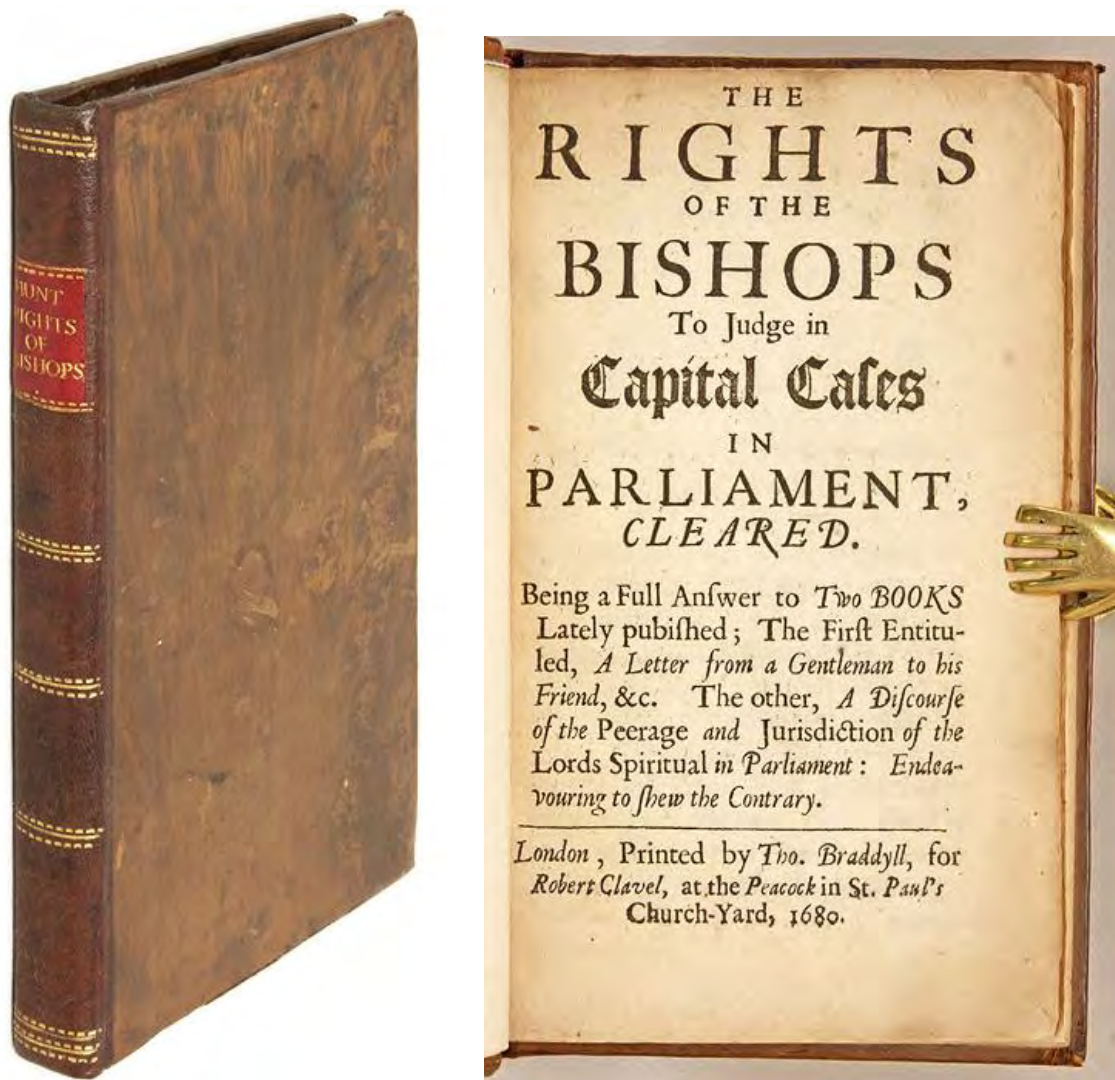 HUNT
RIGHTS
OF
BISHOPS
THE
RIGHTS
OF THE
BISHOPS
To Judge in
Capital Caſes
IN
PARLIAMENT,
CLEARED.
Being a Full Anſwer to Two BOOKS
Lately pubiſhed; The Firſt Entitu-
led, A Letter from a Gentleman to his
Friend, &c. The other, A Diſcourſe
of the Peerage and Jurisdiction of the
Lords Spiritual in Parliament: Endea-
vouring to ſhew the Contrary.
London, Printed by Tho. Braddyll, for
Robert Clavel, at the Peacock in St. Paul's
Church-Yard, 1680.